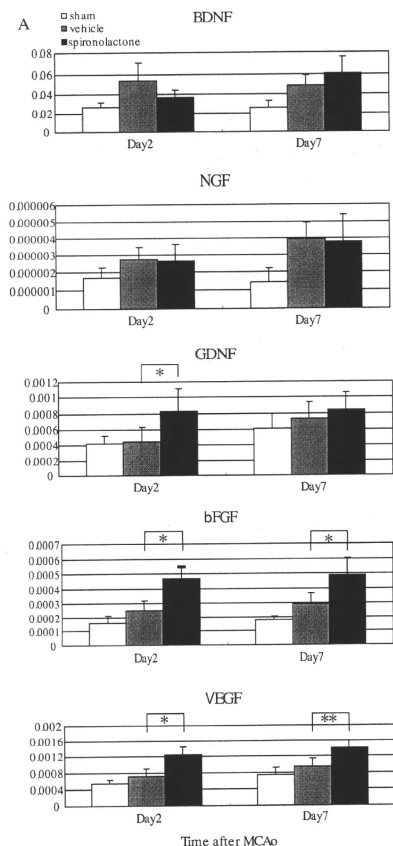 A
BDNF
sham
vehicle
spironolactone
0.08
0.06
0.04
0.02
0
Day2 Day7
NGF
0.000006
0.000005
0.000004
0.000003
0.000002
0.000001
0
Day2 Day7
GDNF
*
0.0012
0.001
0.0008
0.0006
0.0004
0.0002
0
Day2 Day7
bFGF
* *
0.0007
0.0006
0.0005
0.0004
0.0003
0.0002
0.0001
0
Day2 Day7
VEGF
* **
0.002
0.0016
0.0012
0.0008
0.0004
0
Day2 Day7
Time after MCAo